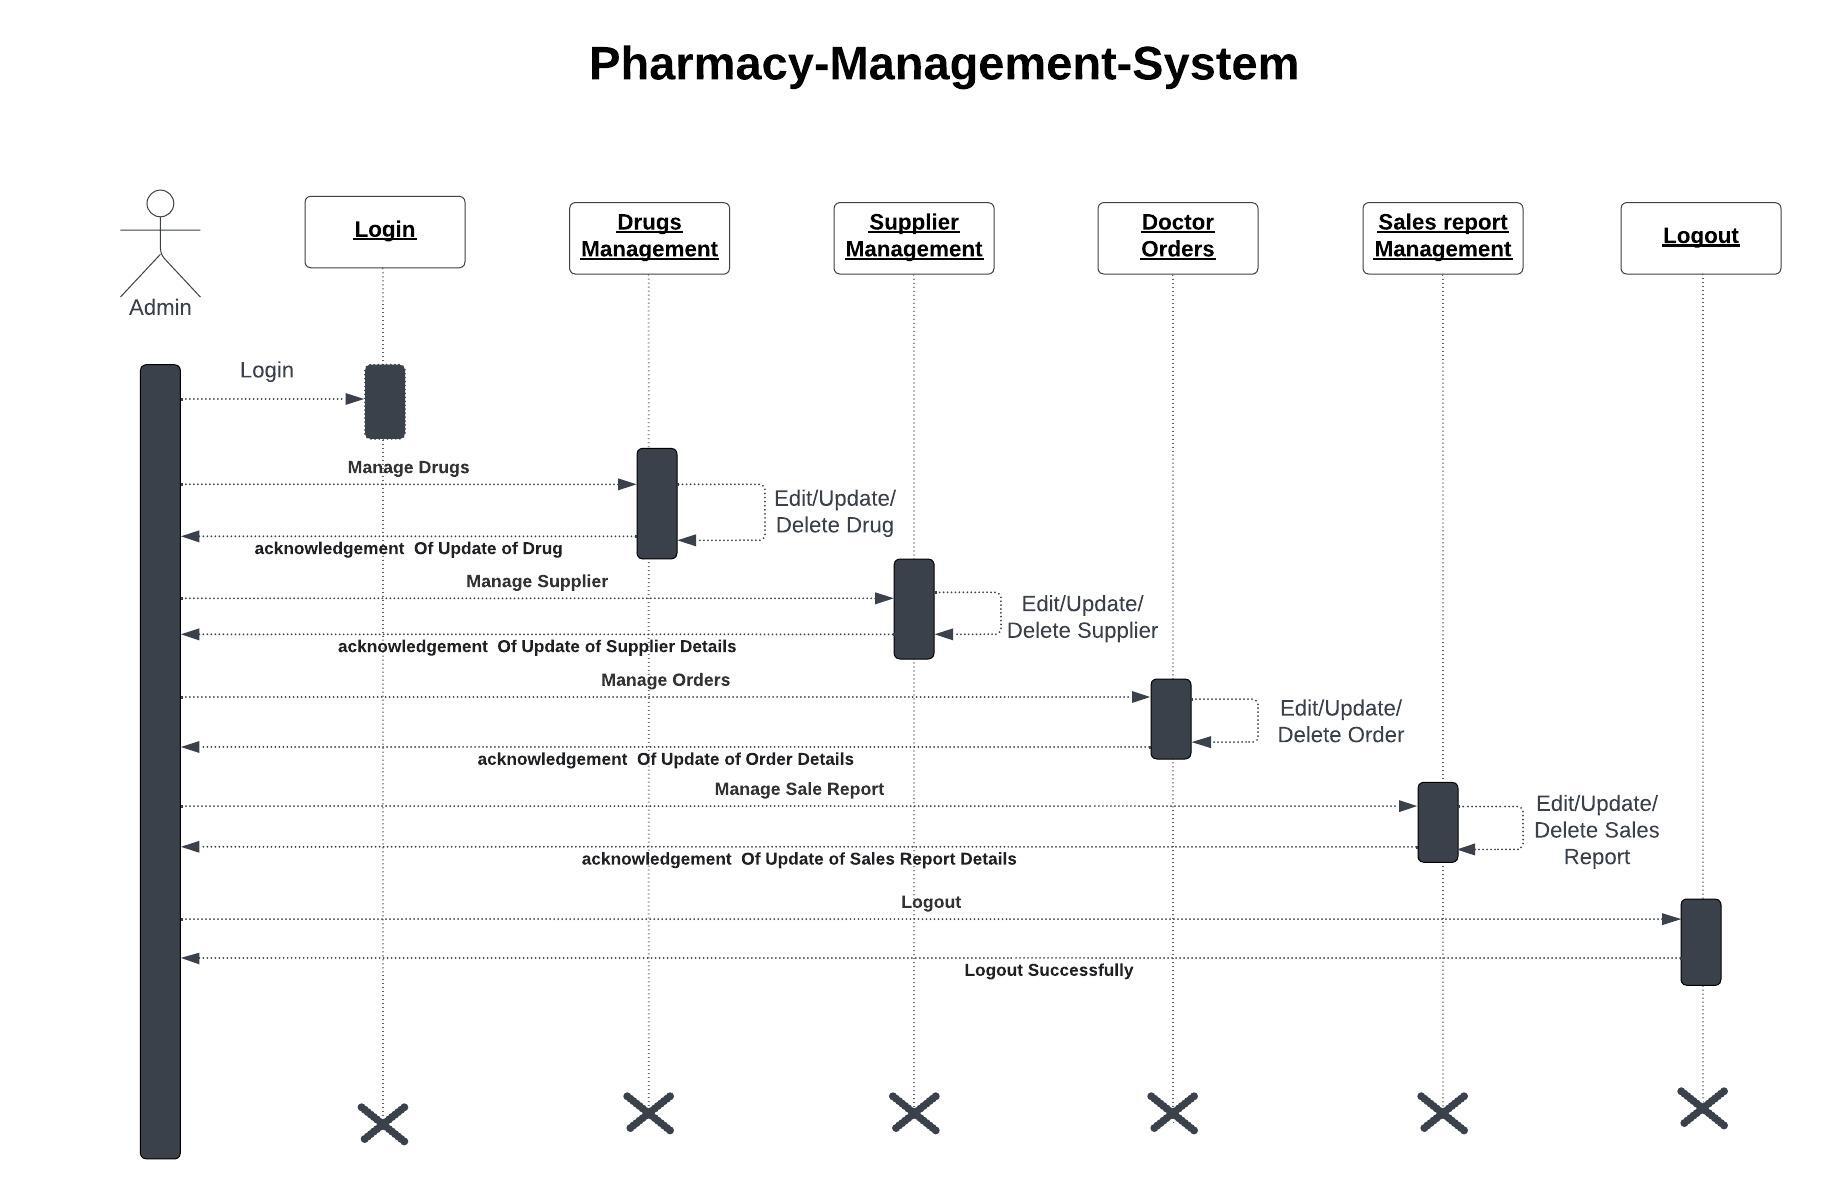 Pharmacy-Management-System
Login
Drugs
Management
Supplier
Management
Doctor
Orders
Sales report
Management
Logout
Admin
Login
Manage Drugs
Edit/Update/
Delete Drug
acknowledgement  Of Update of Drug
Manage Supplier
Edit/Update/
Delete Supplier
acknowledgement  Of Update of Supplier Details
Manage Orders
Edit/Update/
Delete Order
acknowledgement  Of Update of Order Details
Manage Sale Report
Edit/Update/
Delete Sales
Report
acknowledgement  Of Update of Sales Report Details
Logout
Logout Successfully